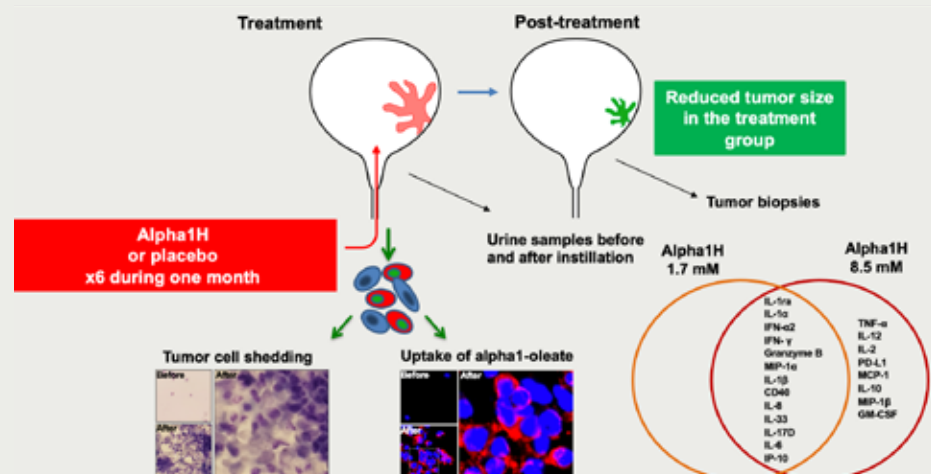 Treatment
Post-treatment
Reduced tumor size
in the treatment
group
Tumor biopsies
Alpha1H
or placebo
x6 during one month
Urine samples before
and after instillation
Alpha1H
1.7 mM
Alpha1H
8.5 mM
Tumor cell shedding
Before
After
After
Uptake of alpha1-oleate
Before
After
After
IL-1ra
IL-1α
IFN-α2
IFN- γ
Granzyme B
MIP-1α
IL-1β
CD40
IL-8
IL-33
IL-17D
IL-6
IP-10
TNF-α
IL-12
IL-2
PD-L1
MCP-1
IL-10
MIP-1β
GM-CSF